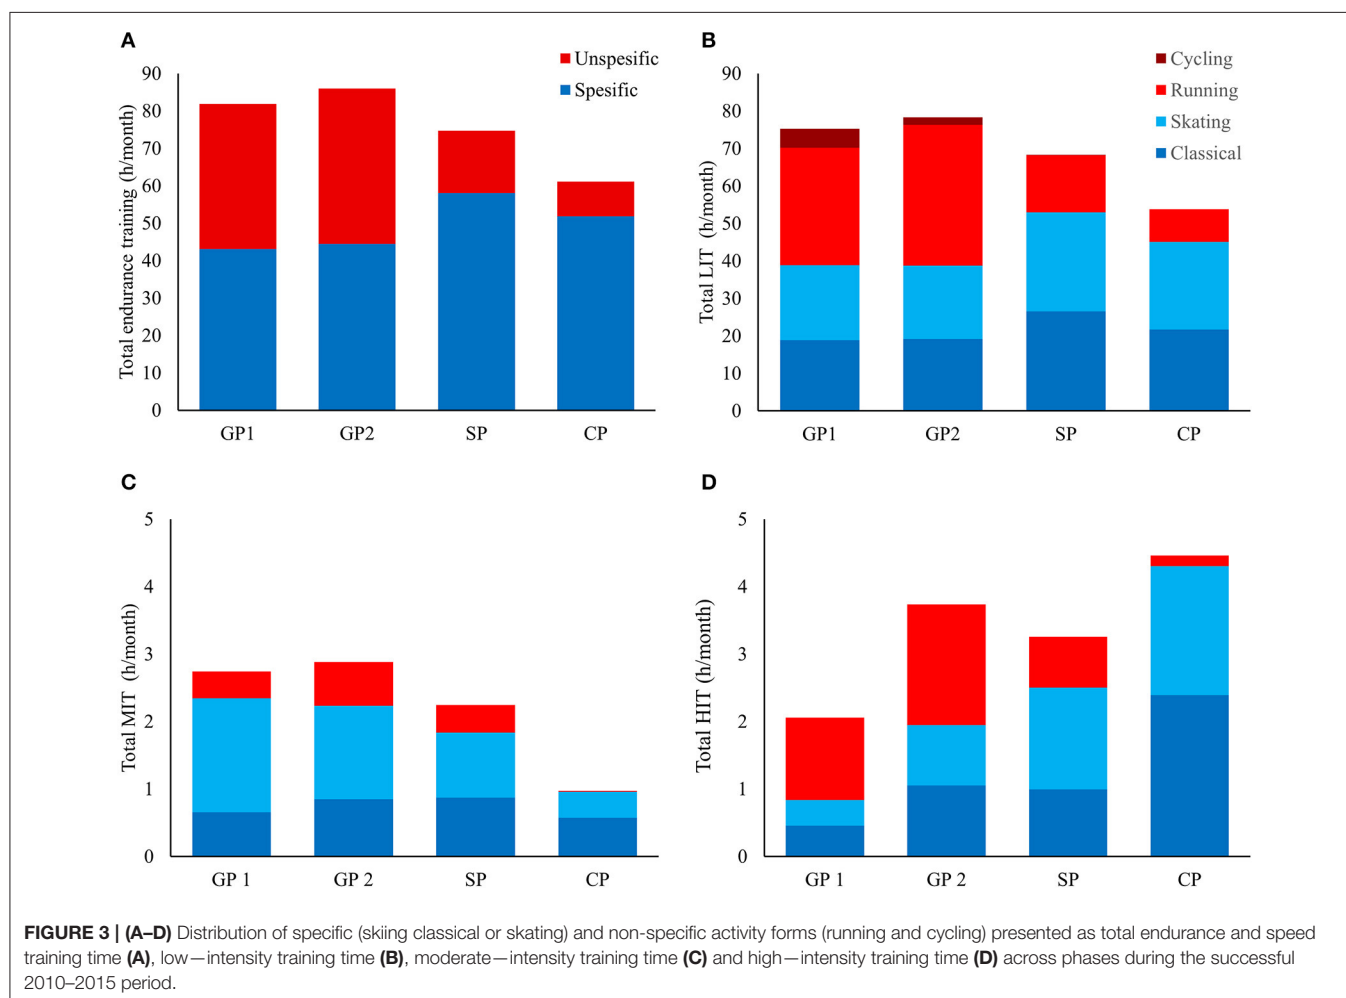 A
Unspesific
Spesific
Total endurance training (h/month)
90
80
70
60
50
40
30
20
10
0
GP1 GP2 SP CP
B
Cycling
Running
Skating
Classical
Total LIT (h/month)
90
80
70
60
50
40
30
20
10
0
GP1 GP2 SP CP
C
Total MIT (h/month)
5
4
3
2
1
0
GP 1 GP 2 SP CP
D
Total HIT (h/month)
5
4
3
2
1
0
GP 1 GP 2 SP CP
FIGURE 3 | (A–D) Distribution of specific (skiing classical or skating) and non-specific activity forms (running and cycling) presented as total endurance and speed
training time (A), low—intensity training time (B), moderate—intensity training time (C) and high—intensity training time (D) across phases during the successful
2010–2015 period.